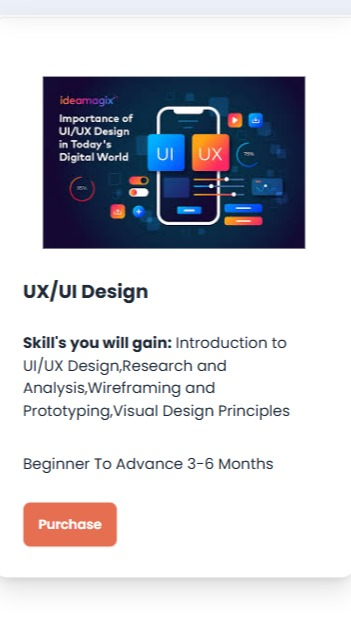 ideamagix
Importance of
UI/UX Design
in Today's
Digital World
UI
UX
75%
UX/UI Design
Skill's you will gain: Introduction to
UI/UX Design,Research and
Analysis,Wireframing and
Prototyping,Visual Design Principles
Beginner To Advance 3-6 Months
Purchase